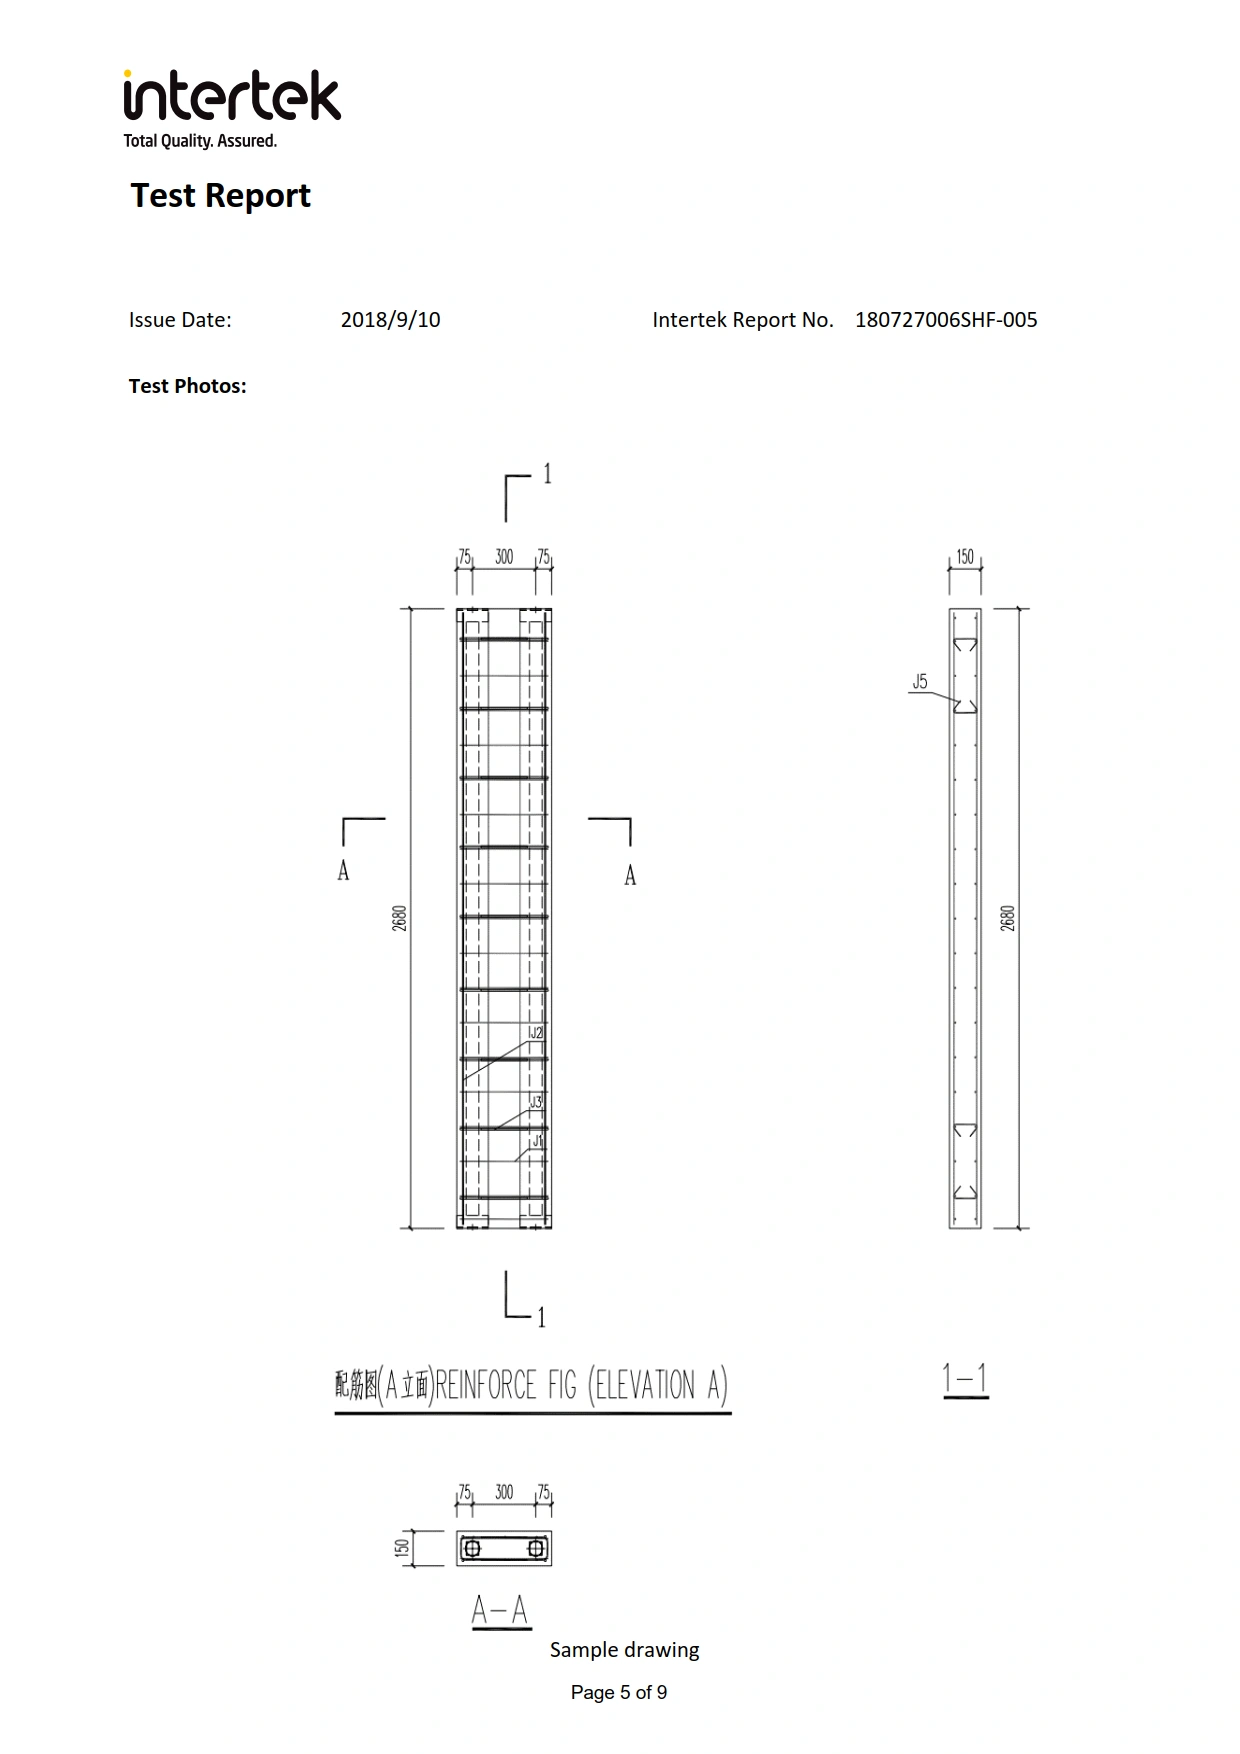 intertek
Total Quality. Assured.
Test Report
Issue Date: 2018/9/10 Intertek Report No. 180727006SHF-005
Test Photos:
1
75 300 75
150
J5
A A
2680
2680
J2
J3
J1
1
配筋图(A立面)REINFORCE FIG (ELEVATION A)
1-1
75 300 75
150
A-A
Sample drawing
Page 5 of 9